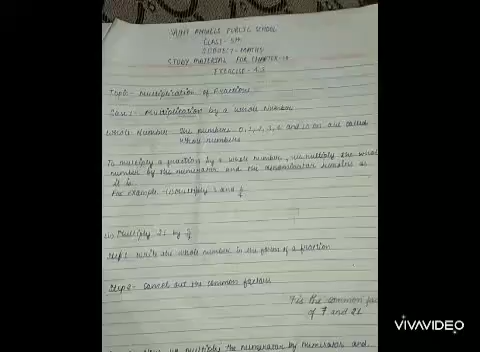 SAINT ANGELS PUBLIC SCHOOL
CLASS - 5th
SUBJECT - MATHS
STUDY MATERIAL FOR CHAPTER -
EXERCISE - 4.3
Topic - Multiplication of Fractions
Case 1 - Multiplication by a Whole Number
Whole Number - The numbers 0, 1, 2, 3, 4 and so on are called
whole numbers
To multiply a fraction by a whole number, we multiply the whole
number by the numerator and the denominator remains as
it is.
For example - (i) Multiply 3 and
(ii) Multiply 21 by
Step 1 Write the whole number in the form of a fraction
Step 2 - Cancel out the common factors
7 is the common fac
of 7 and 21
we multiply the numerator by numerator and
VIVAVIDEO